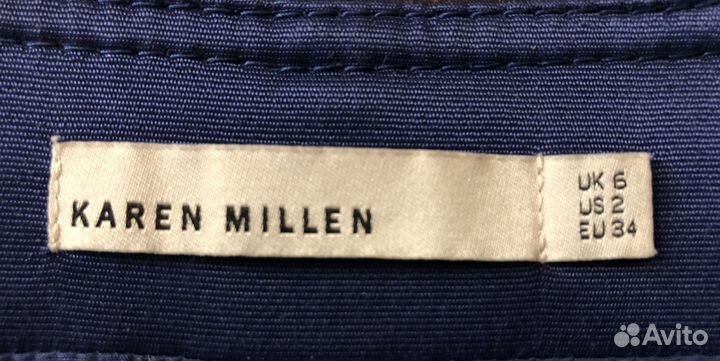 KAREN MILLEN
UK 6
US 2
EU 34
Avito